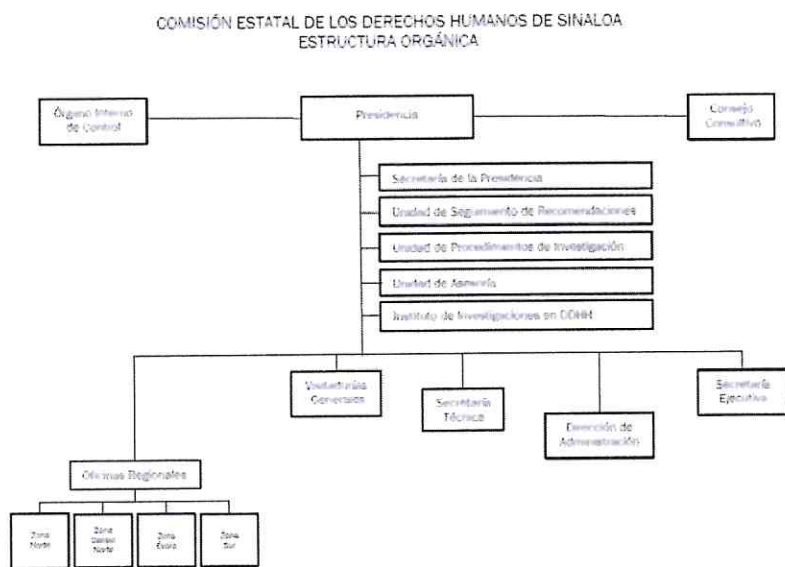 COMISIÓN ESTATAL DE LOS DERECHOS HUMANOS DE SINALOA
ESTRUCTURA ORGÁNICA
Órgano Interno
de Control
Presidencia
Consejo
Consultivo
Secretaría de la Presidencia
Unidad de Seguimiento de Recomendaciones
Unidad de Procedimientos de Investigación
Unidad de Asesoría
Instituto de Investigaciones en DDHH
Visitadurías
Generales
Secretaría
Técnica
Dirección de
Administración
Secretaría
Ejecutiva
Oficinas Regionales
Zona
Norte
Zona
Centro
Norte
Zona
Évora
Zona
Sur